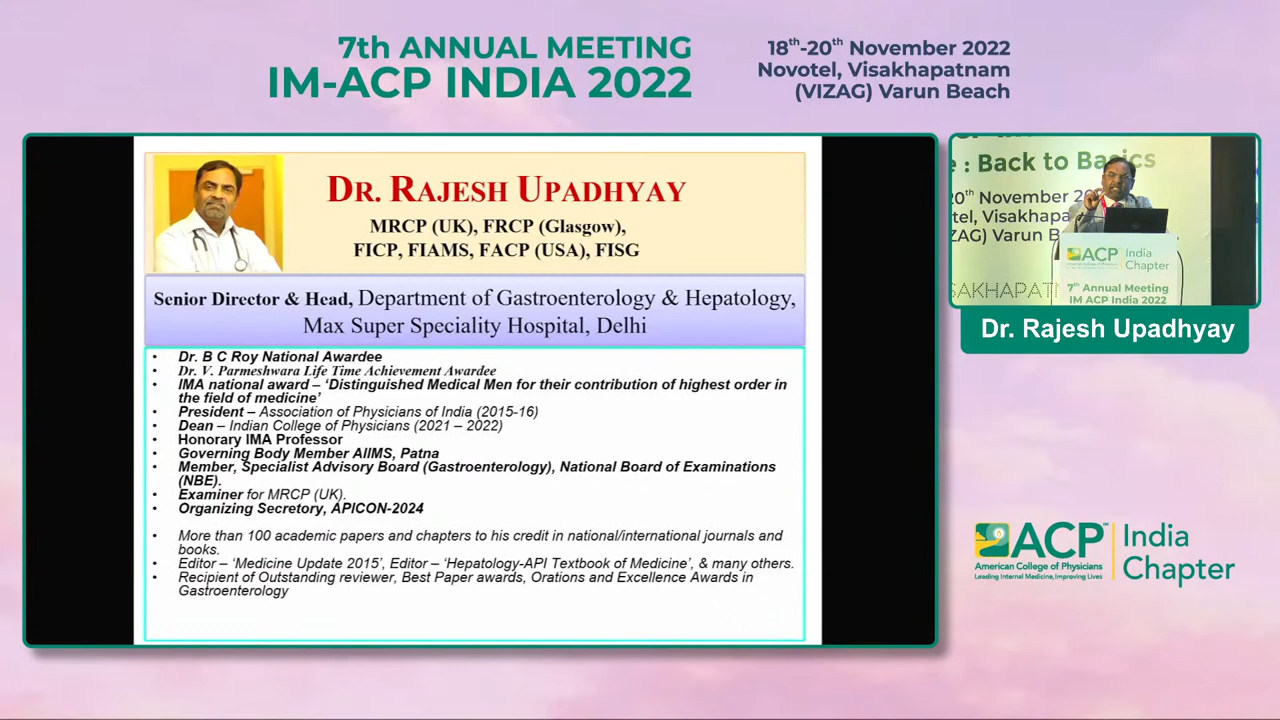 7th ANNUAL MEETING
IM-ACP INDIA 2022
18th-20th November 2022
Novotel, Visakhapatnam
(VIZAG) Varun Beach
DR. RAJESH UPADHYAY
MRCP (UK), FRCP (Glasgow),
FICP, FIAMS, FACP (USA), FISG
Senior Director & Head, Department of Gastroenterology & Hepatology,
Max Super Speciality Hospital, Delhi
• Dr. B C Roy National Awardee
• Dr. V. Parmeshwara Life Time Achievement Awardee
• IMA national award – ‘Distinguished Medical Men for their contribution of highest order in
the field of medicine’
• President – Association of Physicians of India (2015-16)
• Dean – Indian College of Physicians (2021 – 2022)
• Honorary IMA Professor
• Governing Body Member AIIMS, Patna
• Member, Specialist Advisory Board (Gastroenterology), National Board of Examinations
(NBE).
• Examiner for MRCP (UK).
• Organizing Secretary, APICON-2024
• More than 100 academic papers and chapters to his credit in national/international journals and
books.
• Editor – ‘Medicine Update 2015’, Editor – ‘Hepatology-API Textbook of Medicine’, & many others.
• Recipient of Outstanding reviewer, Best Paper awards, Orations and Excellence Awards in
Gastroenterology
: Back to Basics
20th November 20
tel, Visakhapa
ZAG) Varun B
SAKHAPAT
ACP India
Chapter
7th Annual Meeting
IM ACP India 2022
Dr. Rajesh Upadhyay
ACP™ India
American College of Physicians Chapter
Leading Internal Medicine, Improving Lives